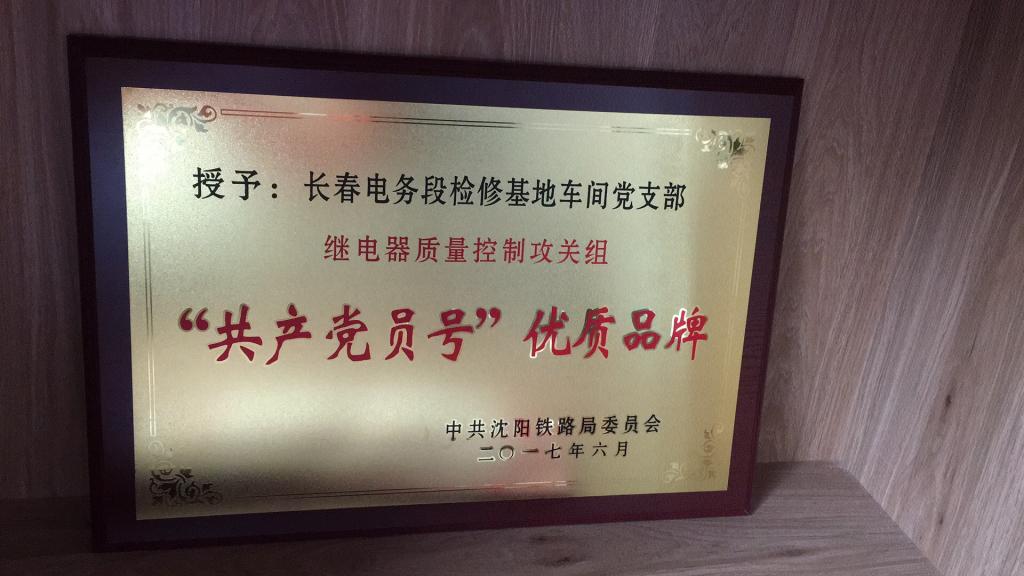 授予：长春电务段检修基地车间党支部
继电器质量控制攻关组
“共产党员号”优质品牌
中共沈阳铁路局委员会
二〇一七年六月